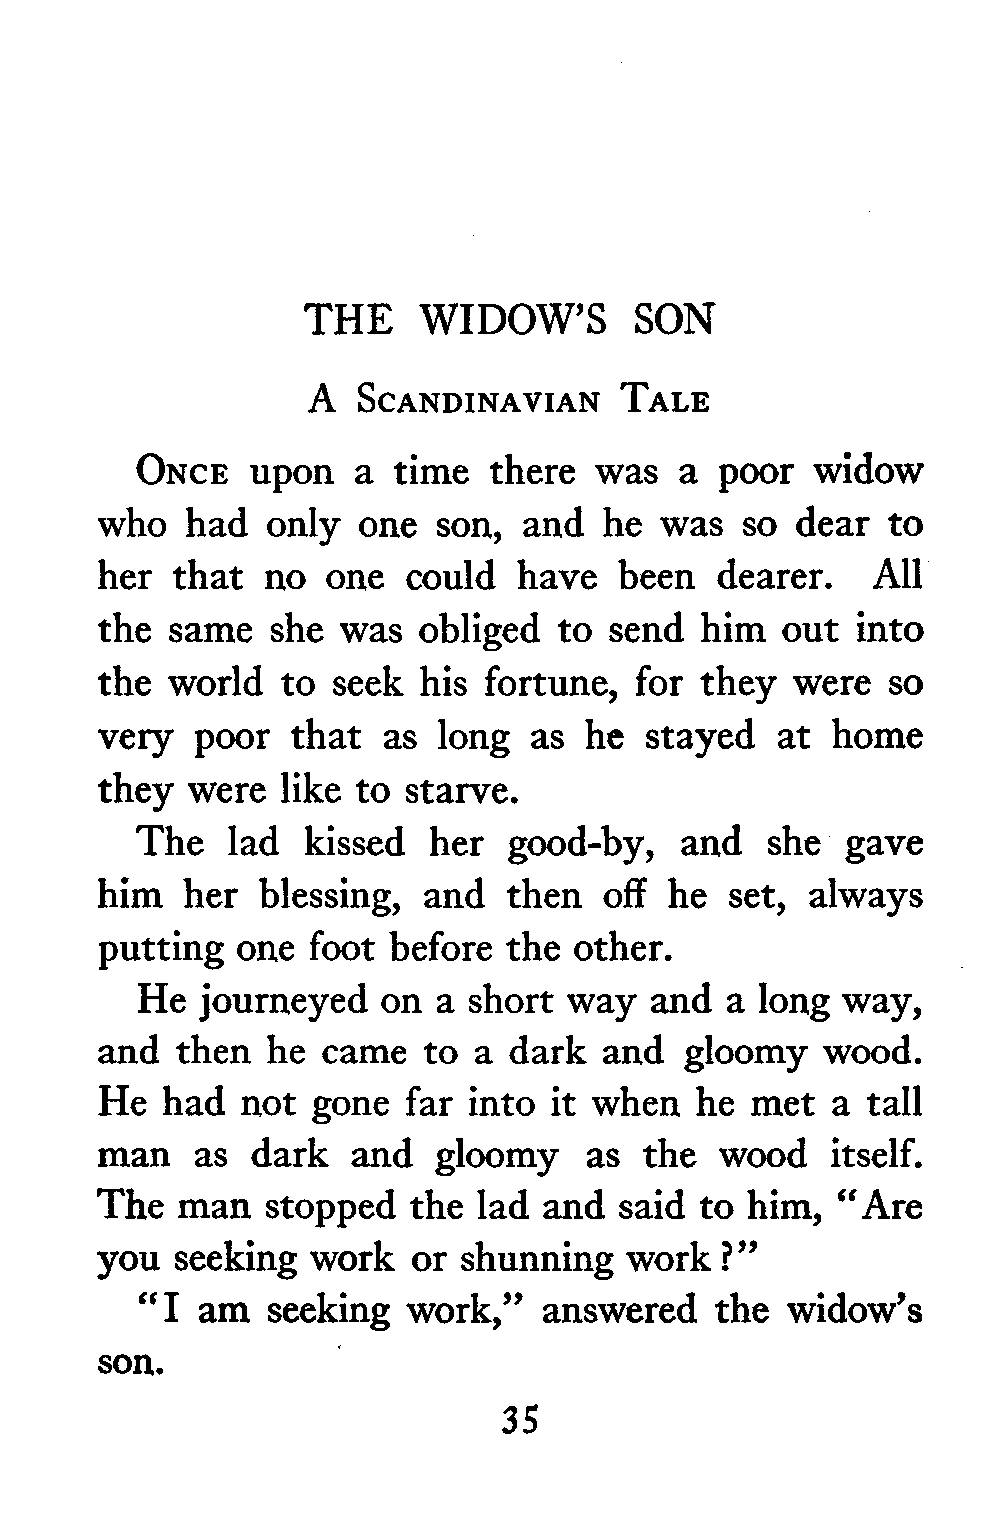 THE WIDOW'S SON
A SCANDINAVIAN TALE
ONCE upon a time there was a poor widow
who had only one son, and he was so dear to
her that no one could have been dearer. All
the same she was obliged to send him out into
the world to seek his fortune, for they were so
very poor that as long as he stayed at home
they were like to starve.
The lad kissed her good-by, and she gave
him her blessing, and then off he set, always
putting one foot before the other.
He journeyed on a short way and a long way,
and then he came to a dark and gloomy wood.
He had not gone far into it when he met a tall
man as dark and gloomy as the wood itself.
The man stopped the lad and said to him, "Are
you seeking work or shunning work?"
"I am seeking work," answered the widow's
son.
35